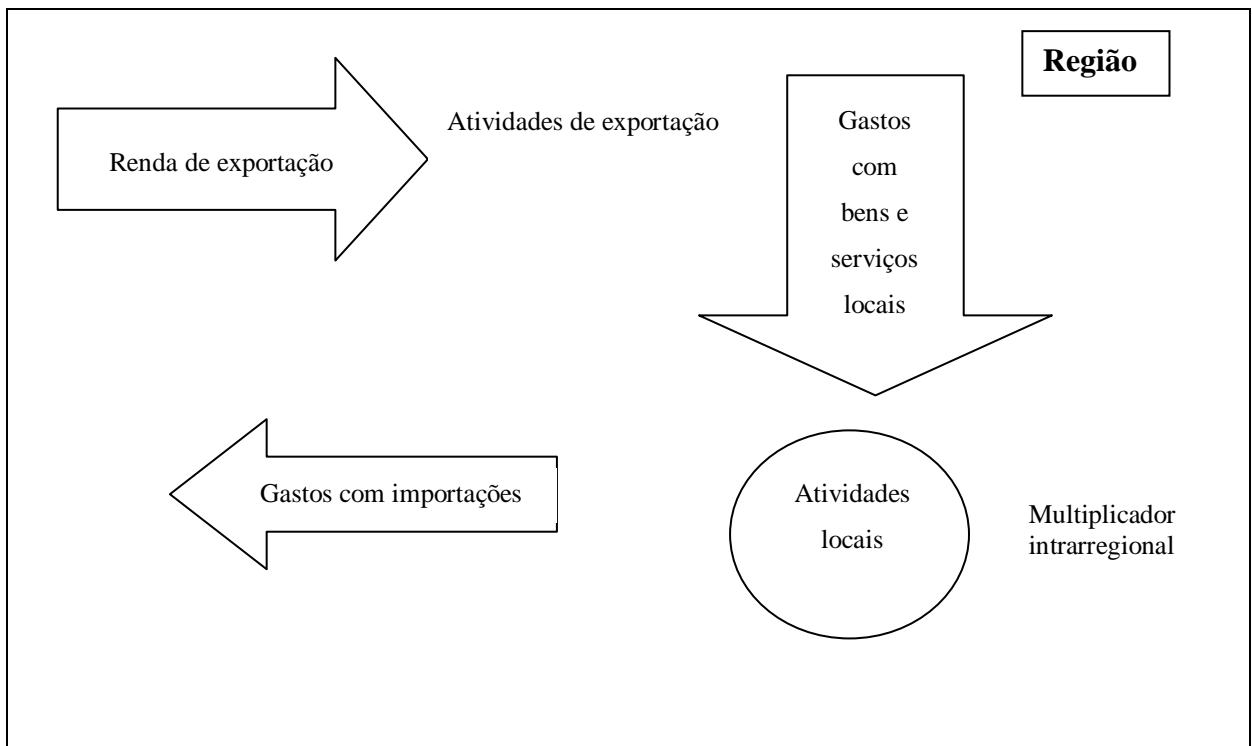 Região
Renda de exportação
Atividades de exportação
Gastos
com
bens e
serviços
locais
Gastos com importações
Atividades
locais
Multiplicador
intrarregional